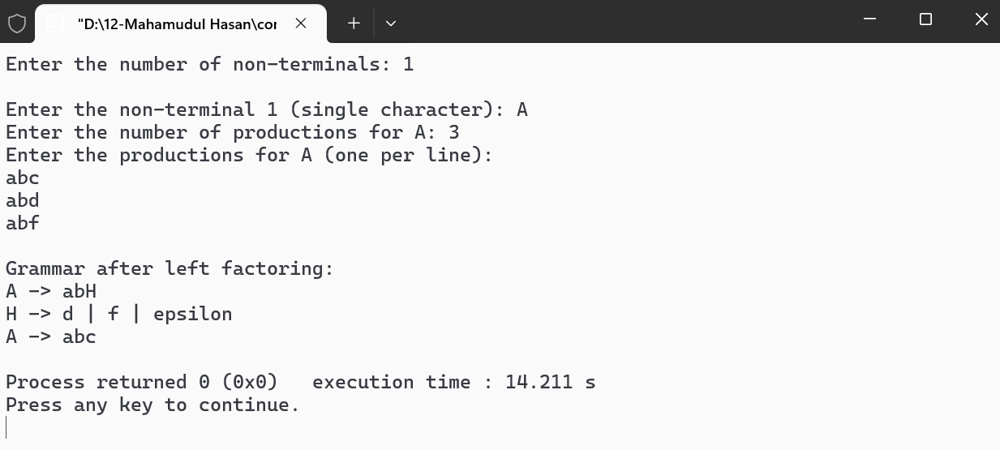 "D:\12-Mahamudul Hasan\cor
Enter the number of non-terminals: 1
Enter the non-terminal 1 (single character): A
Enter the number of productions for A: 3
Enter the productions for A (one per line):
abc
abd
abf
Grammar after left factoring:
A -> abH
H -> d | f | epsilon
A -> abc
Process returned 0 (0x0)   execution time : 14.211 s
Press any key to continue.